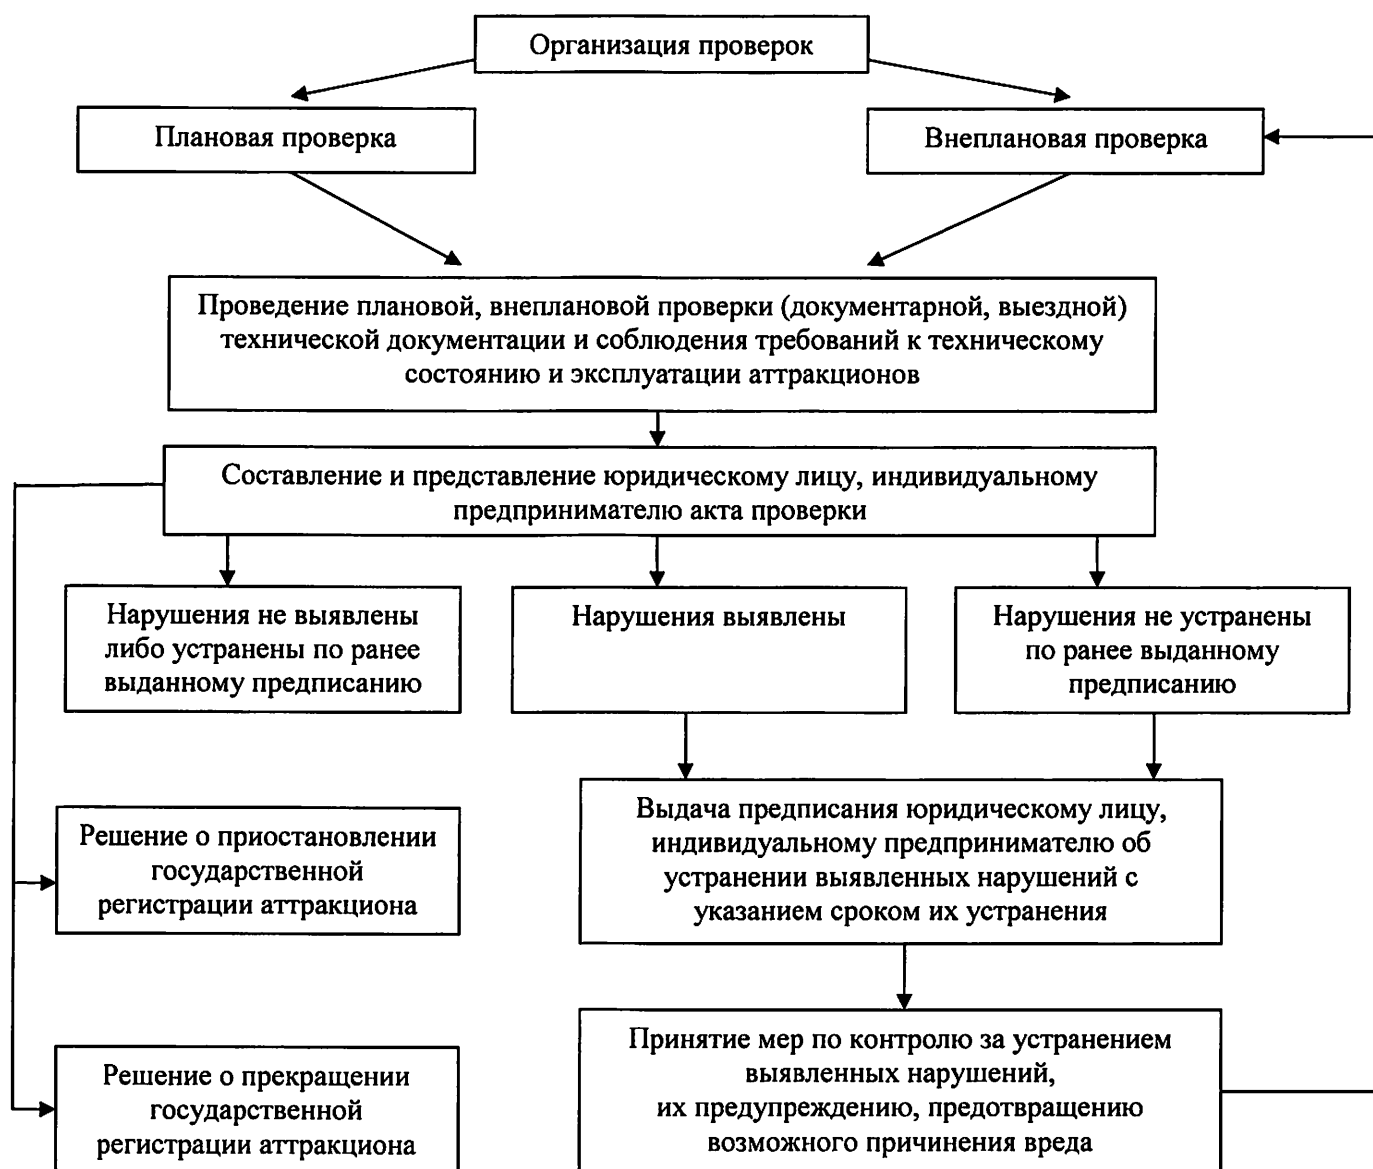 Организация проверок
Плановая проверка
Внеплановая проверка
Проведение плановой, внеплановой проверки (документарной, выездной)
технической документации и соблюдения требований к техническому
состоянию и эксплуатации аттракционов
Составление и представление юридическому лицу, индивидуальному
предпринимателю акта проверки
Нарушения не выявлены
либо устранены по ранее
выданному предписанию
Нарушения выявлены
Нарушения не устранены
по ранее выданному
предписанию
Решение о приостановлении
государственной
регистрации аттракциона
Выдача предписания юридическому лицу,
индивидуальному предпринимателю об
устранении выявленных нарушений с
указанием сроком их устранения
Решение о прекращении
государственной
регистрации аттракциона
Принятие мер по контролю за устранением
выявленных нарушений,
их предупреждению, предотвращению
возможного причинения вреда